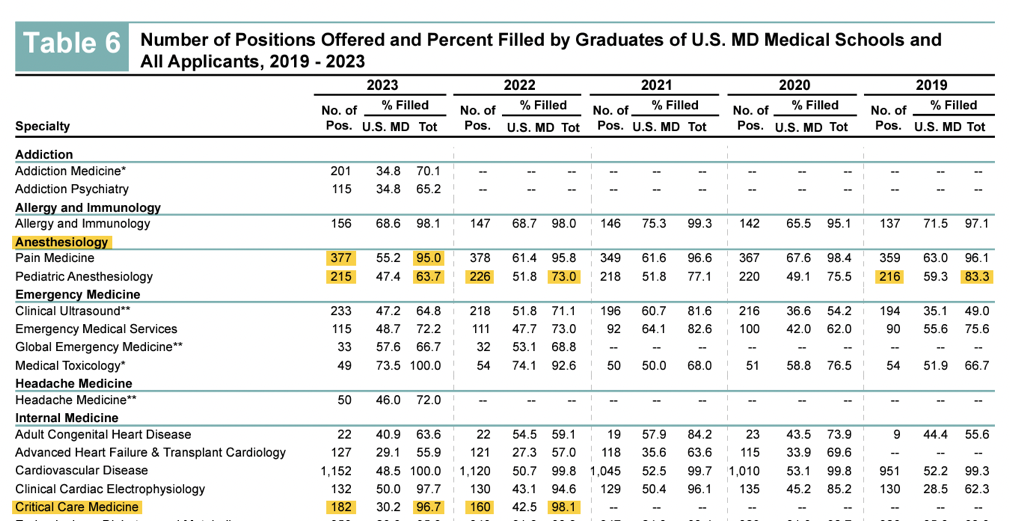 Table 6 Number of Positions Offered and Percent Filled by Graduates of U.S. MD Medical Schools and
All Applicants, 2019 - 2023
2023 2022 2021 2020 2019
No. of % Filled No. of % Filled No. of % Filled No. of % Filled No. of % Filled
Specialty Pos. U.S. MD Tot Pos. U.S. MD Tot Pos. U.S. MD Tot Pos. U.S. MD Tot Pos. U.S. MD Tot
Addiction
Addiction Medicine* 201 34.8 70.1 -- -- -- -- -- -- -- -- -- -- -- --
Addiction Psychiatry 115 34.8 65.2 -- -- -- -- -- -- -- -- -- -- -- --
Allergy and Immunology
Allergy and Immunology 156 68.6 98.1 147 68.7 98.0 146 75.3 99.3 142 65.5 95.1 137 71.5 97.1
Anesthesiology
Pain Medicine 377 55.2 95.0 378 61.4 95.8 349 61.6 96.6 367 67.6 98.4 359 63.0 96.1
Pediatric Anesthesiology 215 47.4 63.7 226 51.8 73.0 218 51.8 77.1 220 49.1 75.5 216 59.3 83.3
Emergency Medicine
Clinical Ultrasound** 233 47.2 64.8 218 51.8 71.1 196 60.7 81.6 216 36.6 54.2 194 35.1 49.0
Emergency Medical Services 115 48.7 72.2 111 47.7 73.0 92 64.1 82.6 100 42.0 62.0 90 55.6 75.6
Global Emergency Medicine** 33 57.6 66.7 32 53.1 68.8 -- -- -- -- -- -- -- -- --
Medical Toxicology* 49 73.5 100.0 54 74.1 92.6 50 50.0 68.0 51 58.8 76.5 54 51.9 66.7
Headache Medicine
Headache Medicine** 50 46.0 72.0 -- -- -- -- -- -- -- -- -- -- -- --
Internal Medicine
Adult Congenital Heart Disease 22 40.9 63.6 22 54.5 59.1 19 57.9 84.2 23 43.5 73.9 9 44.4 55.6
Advanced Heart Failure & Transplant Cardiology 127 29.1 55.9 121 27.3 57.0 118 35.6 63.6 115 33.9 69.6 -- -- --
Cardiovascular Disease 1,152 48.5 100.0 1,120 50.7 99.8 1,045 52.5 99.7 1,010 53.1 99.8 951 52.2 99.3
Clinical Cardiac Electrophysiology 132 50.0 97.7 130 43.1 94.6 129 50.4 96.1 135 45.2 85.2 130 28.5 62.3
Critical Care Medicine 182 30.2 96.7 160 42.5 98.1 -- -- -- -- -- -- -- -- --